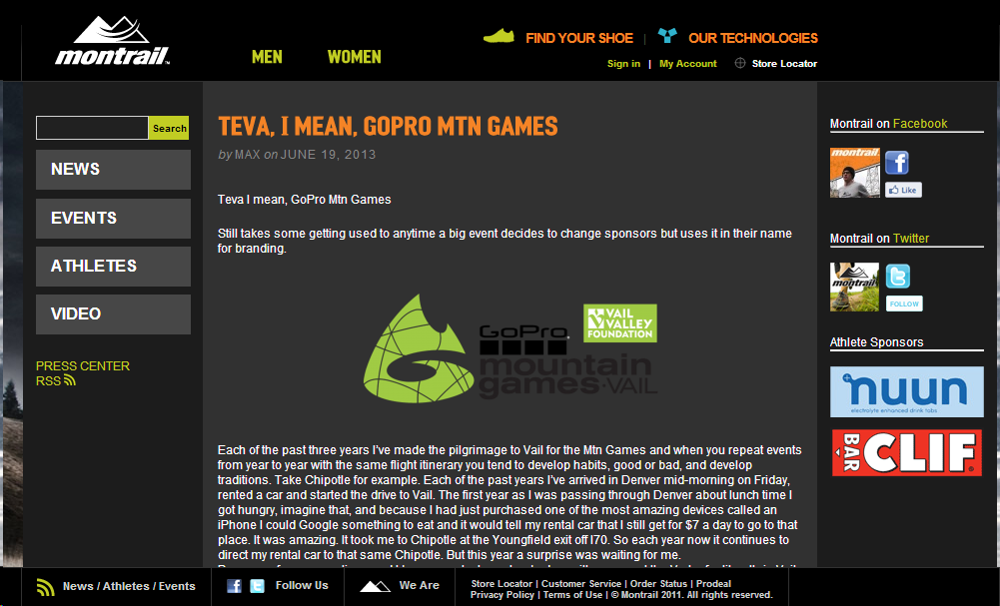 montrail
MEN
WOMEN
FIND YOUR SHOE
|
OUR TECHNOLOGIES
Sign in | My Account
Store Locator
Search
NEWS
EVENTS
ATHLETES
VIDEO
PRESS CENTER
RSS
TEVA, I MEAN, GOPRO MTN GAMES
by MAX on JUNE 19, 2013
Teva I mean, GoPro Mtn Games
Still takes some getting used to anytime a big event decides to change sponsors but uses it in their name
for branding.
GoPro
mountain
games·VAIL
VAIL
VALLEY
FOUNDATION
Each of the past three years I've made the pilgrimage to Vail for the Mtn Games and when you repeat events
from year to year with the same flight itinerary you tend to develop habits, good or bad, and develop
traditions. Take Chipotle for example. Each of the past years I've arrived in Denver mid-morning on Friday,
rented a car and started the drive to Vail. The first year as I was passing through Denver about lunch time I
got hungry, imagine that, and because I had just purchased one of the most amazing devices called an
iPhone I could Google something to eat and it would tell my rental car that I still get for $7 a day to go to that
place. It was amazing. It took me to Chipotle at the Youngfield exit off I70. So each year now it continues to
direct my rental car to that same Chipotle. But this year a surprise was waiting for me.
Montrail on Facebook
montrail
f
Like
Montrail on Twitter
montrail
t
FOLLOW
Athlete Sponsors
nuun
electrolyte enhanced drink tabs
CLIF
BAR
News / Athletes / Events
Follow Us
We Are
Store Locator | Customer Service | Order Status | Prodeal
Privacy Policy | Terms of Use | © Montrail 2011. All rights reserved.